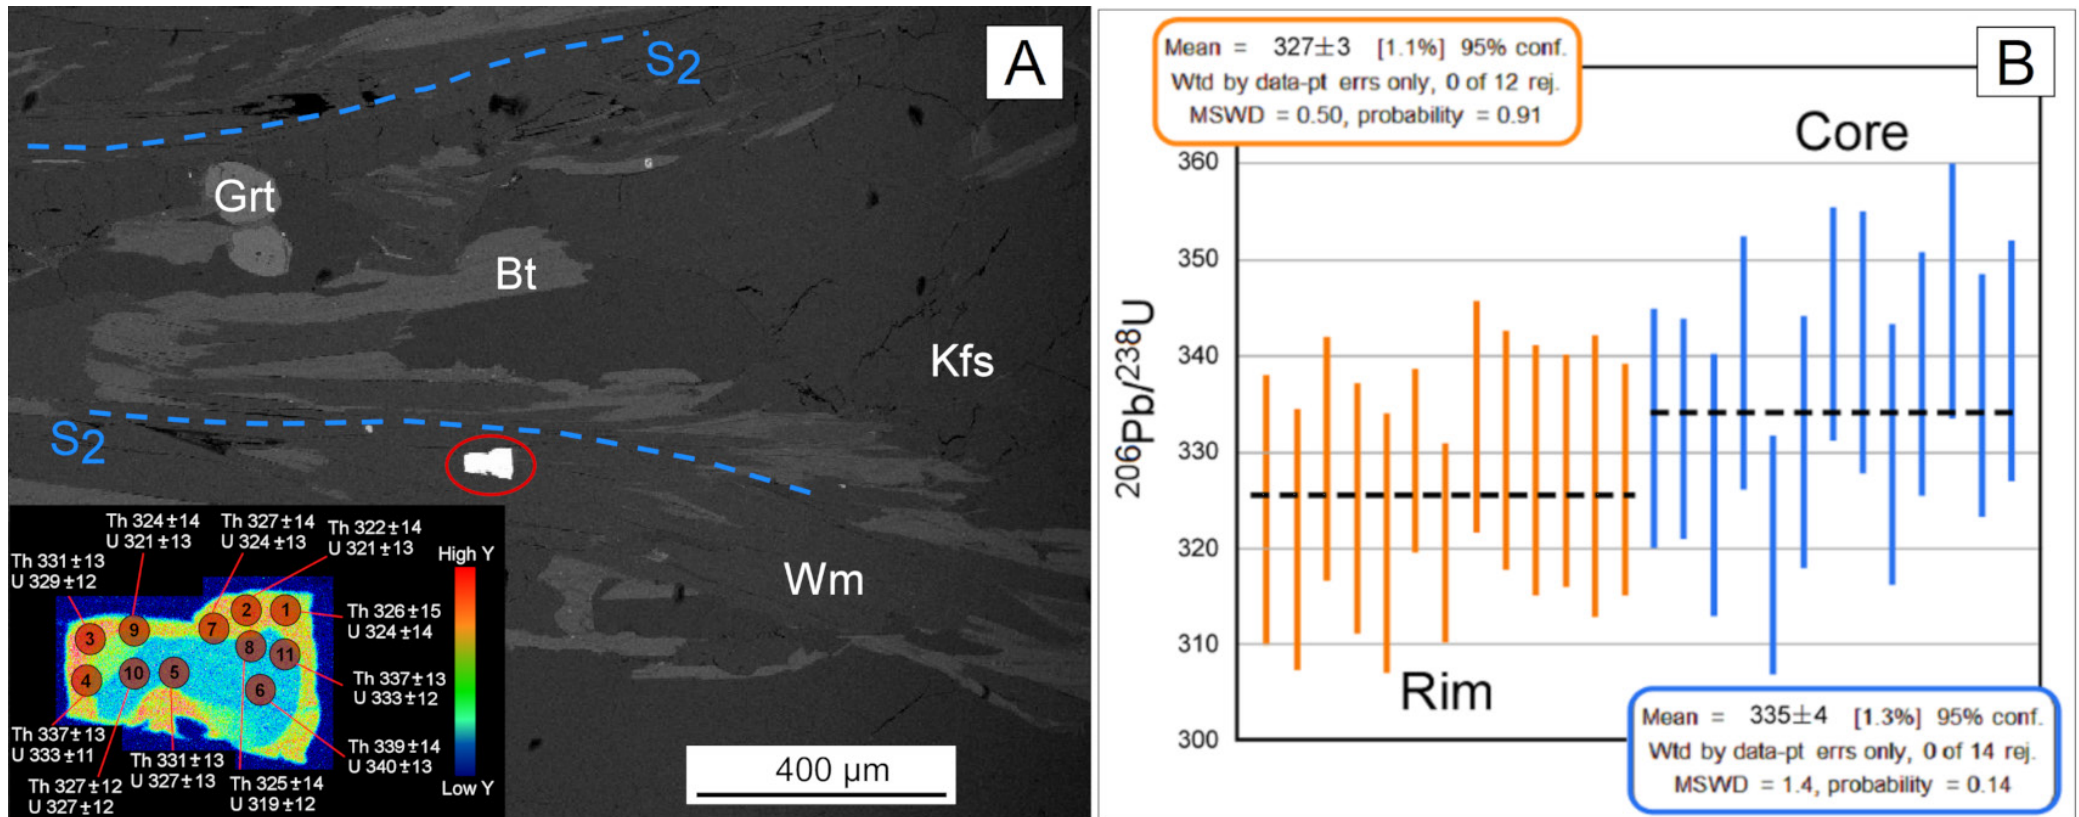 A
S2
Grt
Bt
Kfs
S2
Wm
400 µm
Th 324±14
U 321±13
Th 327±14
U 324±13
Th 322±14
U 321±13
High Y
Th 331±13
U 329±12
Th 326±15
U 324±14
1
2
3
9
7
8
11
4
10
5
6
Th 337±13
U 333±12
Th 337±13
U 333±11
Th 339±14
U 340±13
Th 331±13
U 327±13
Th 327±12
U 327±12
Th 325±14
U 319±12
Low Y
B
Mean = 327±3 [1.1%] 95% conf.
Wtd by data-pt errs only, 0 of 12 rej.
MSWD = 0.50, probability = 0.91
Core
360
350
340
330
320
310
300
206Pb/238U
Rim
Mean = 335±4 [1.3%] 95% conf.
Wtd by data-pt errs only, 0 of 14 rej.
MSWD = 1.4, probability = 0.14